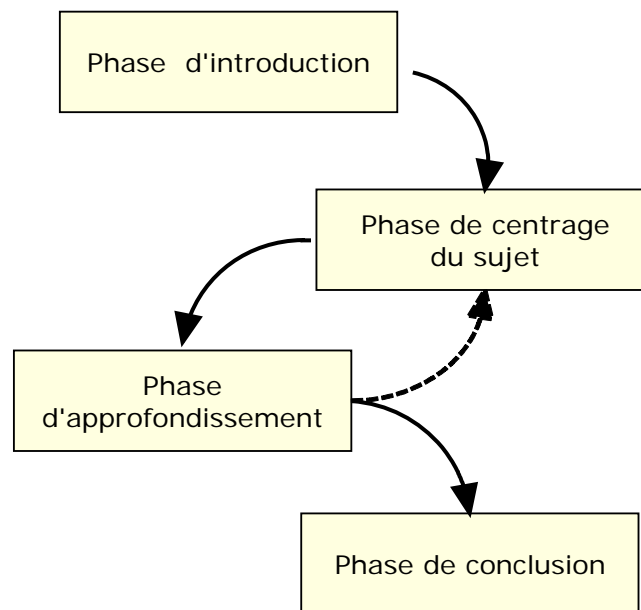 Phase d'introduction
Phase de centrage
du sujet
Phase
d'approfondissement
Phase de conclusion